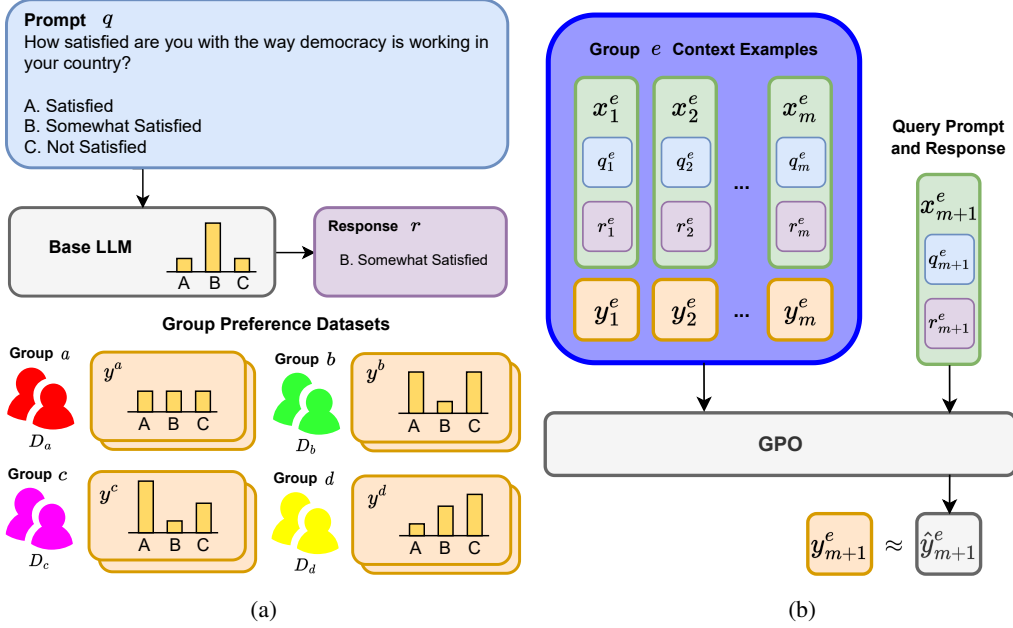 Prompt q
How satisfied are you with the way democracy is working in
your country?
A. Satisfied
B. Somewhat Satisfied
C. Not Satisfied
Base LLM
A B C
Response r
B. Somewhat Satisfied
Group Preference Datasets
Group a
D_a
y^a
A B C
Group b
D_b
y^b
A B C
Group c
D_c
y^c
A B C
Group d
D_d
y^d
A B C
(a)
Group e Context Examples
x_1^e x_2^e x_m^e
q_1^e q_2^e ... q_m^e
r_1^e r_2^e r_m^e
y_1^e y_2^e ... y_m^e
Query Prompt
and Response
x_{m+1}^e
q_{m+1}^e
r_{m+1}^e
GPO
y_{m+1}^e ≈ ŷ_{m+1}^e
(b)